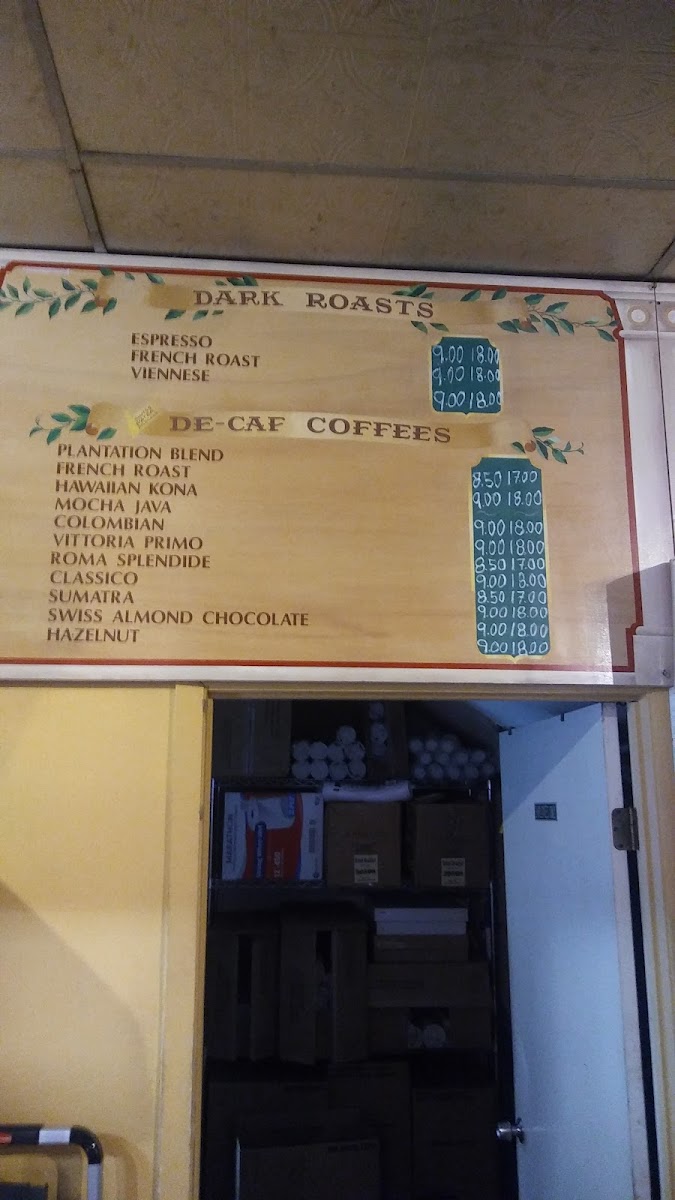 DARK ROASTS
ESPRESSO 9.00 18.00
FRENCH ROAST 9.00 18.00
VIENNESE 9.00 18.00
DE-CAF COFFEES
PLANTATION BLEND 8.50 17.00
FRENCH ROAST 9.00 18.00
HAWAIIAN KONA
MOCHA JAVA 9.00 18.00
COLOMBIAN 9.00 18.00
VITTORIA PRIMO 8.50 17.00
ROMA SPLENDIDE 9.00 18.00
CLASSICO 8.50 17.00
SUMATRA 9.00 18.00
SWISS ALMOND CHOCOLATE 9.00 18.00
HAZELNUT 9.00 18.00
MARATHON